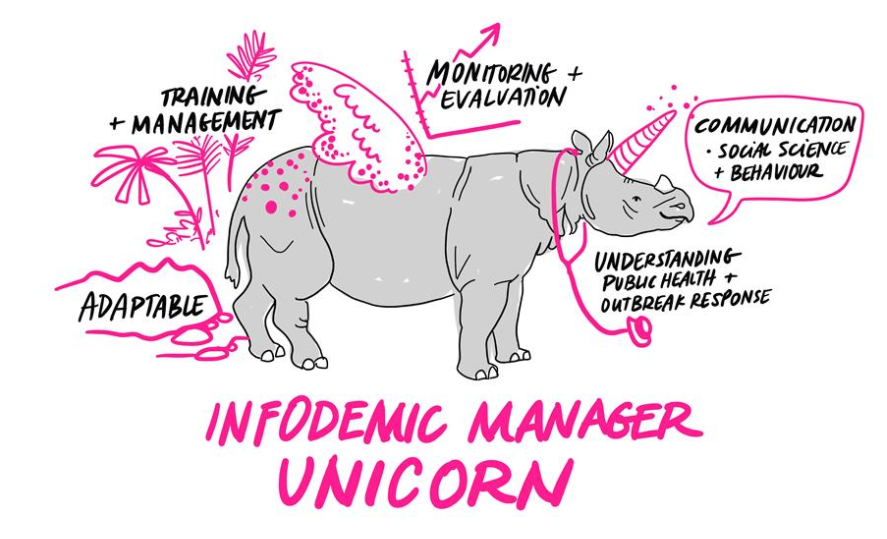 TRAINING
+ MANAGEMENT
MONITORING +
EVALUATION
COMMUNICATION
· SOCIAL SCIENCE
+ BEHAVIOUR
UNDERSTANDING
PUBLIC HEALTH +
OUTBREAK RESPONSE
ADAPTABLE
INFODEMIC MANAGER
UNICORN